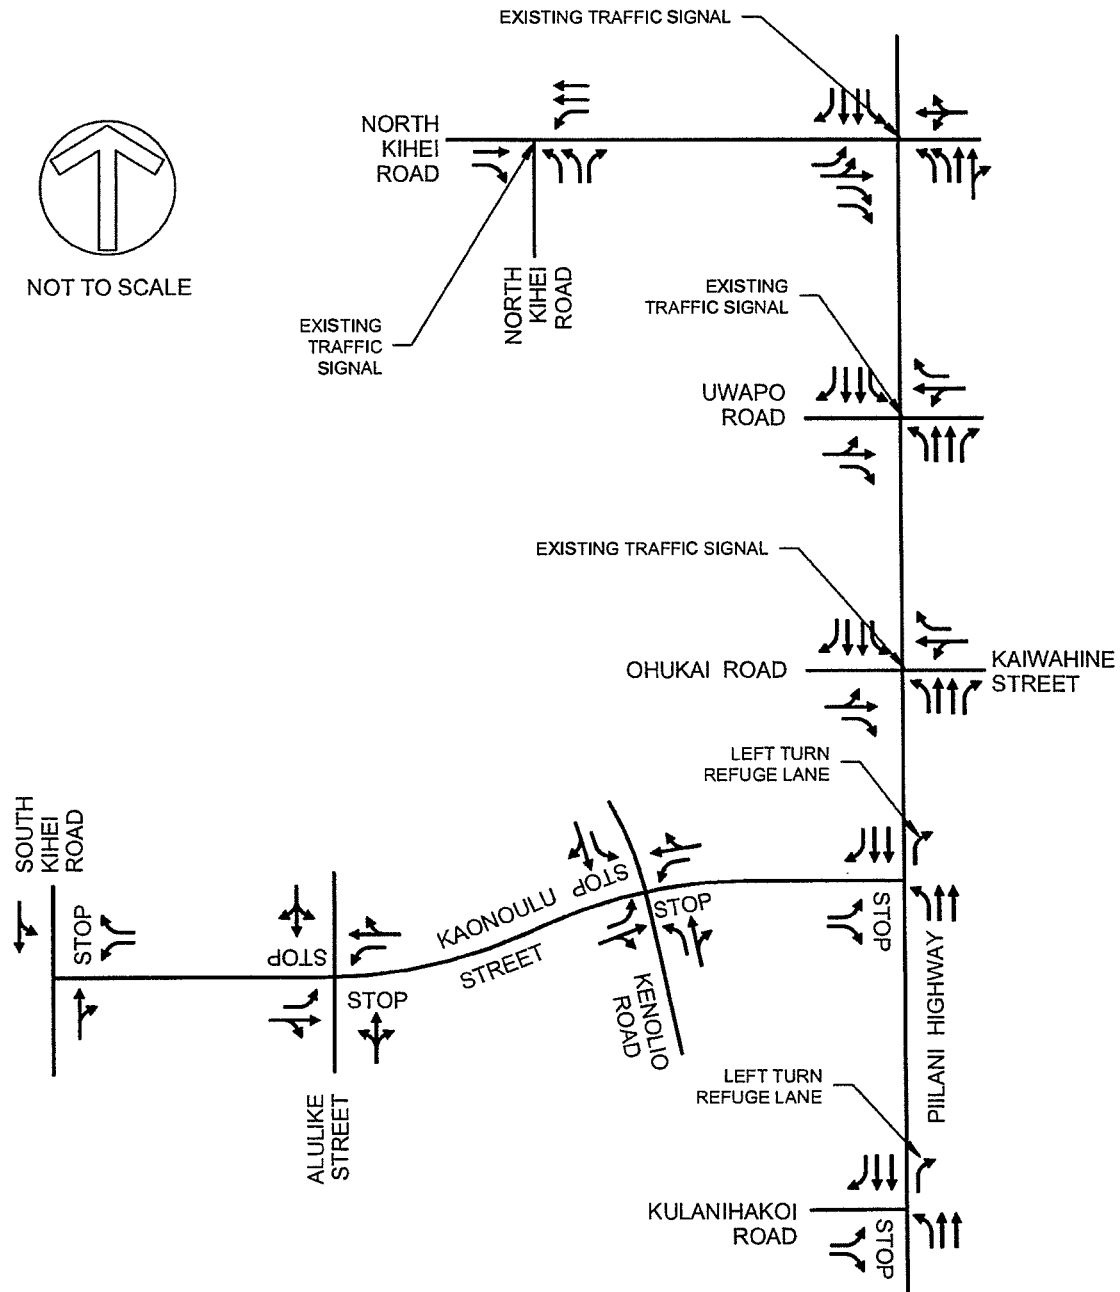 EXISTING TRAFFIC SIGNAL
NORTH
KIHEI
ROAD
NOT TO SCALE
NORTH
KIHEI
ROAD
EXISTING
TRAFFIC
SIGNAL
EXISTING
TRAFFIC SIGNAL
UWAPO
ROAD
EXISTING TRAFFIC SIGNAL
OHUKAI ROAD
KAIWAHINE
STREET
LEFT TURN
REFUGE LANE
SOUTH
KIHEI
ROAD
STOP
STOP
STOP
KAONOULU
STREET
STOP
STOP
KENOLIO
ROAD
STOP
PIILANI HIGHWAY
ALULIKE
STREET
LEFT TURN
REFUGE LANE
KULANIHAKOI
ROAD
STOP